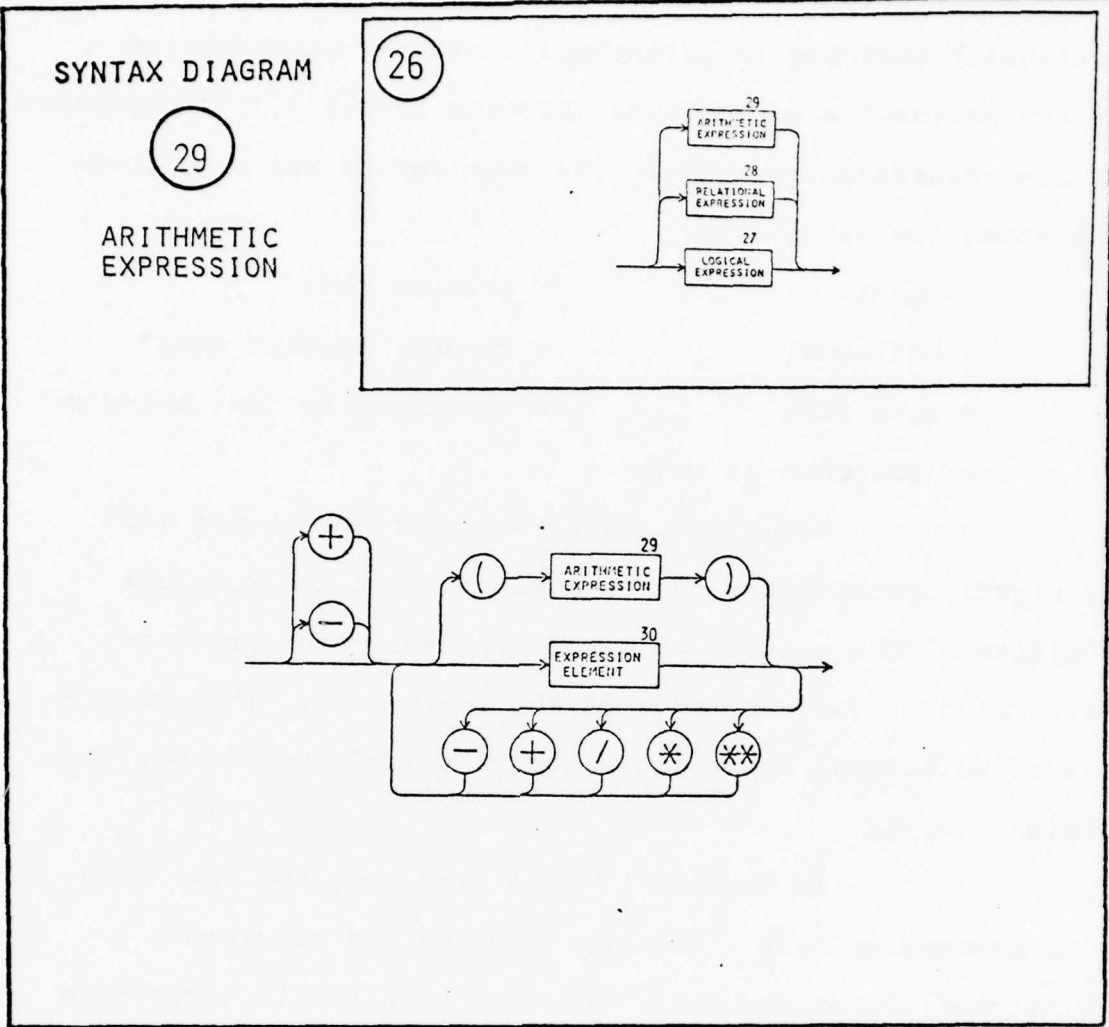 SYNTAX DIAGRAM
29
ARITHMETIC
EXPRESSION
26
29
ARITHMETIC
EXPRESSION
28
RELATIONAL
EXPRESSION
27
LOGICAL
EXPRESSION
+
-
(
29
ARITHMETIC
EXPRESSION
)
30
EXPRESSION
ELEMENT
- + / * **